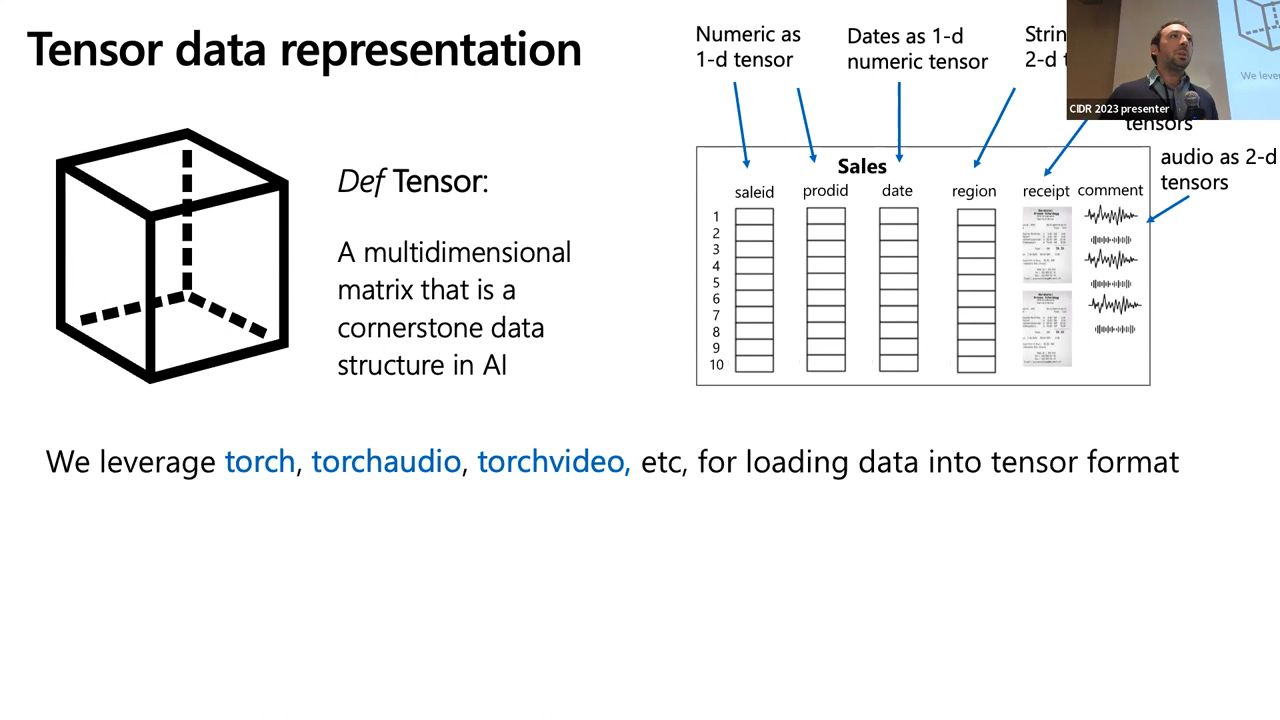 Tensor data representation
Def Tensor:
A multidimensional
matrix that is a
cornerstone data
structure in AI
Numeric as
1-d tensor
Dates as 1-d
numeric tensor
2-d
CIDR 2023 presenter
tensors
audio as 2-d
tensors
Sales
saleid prodid date region receipt comment
1
2
3
4
5
6
7
8
9
10
We leverage torch, torchaudio, torchvideo, etc, for loading data into tensor format